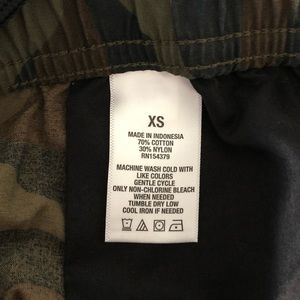 XS
MADE IN INDONESIA
70% COTTON
30% NYLON
RN154379
MACHINE WASH COLD WITH
LIKE COLORS
GENTLE CYCLE
ONLY NON-CHLORINE BLEACH
WHEN NEEDED
TUMBLE DRY LOW
COOL IRON IF NEEDED